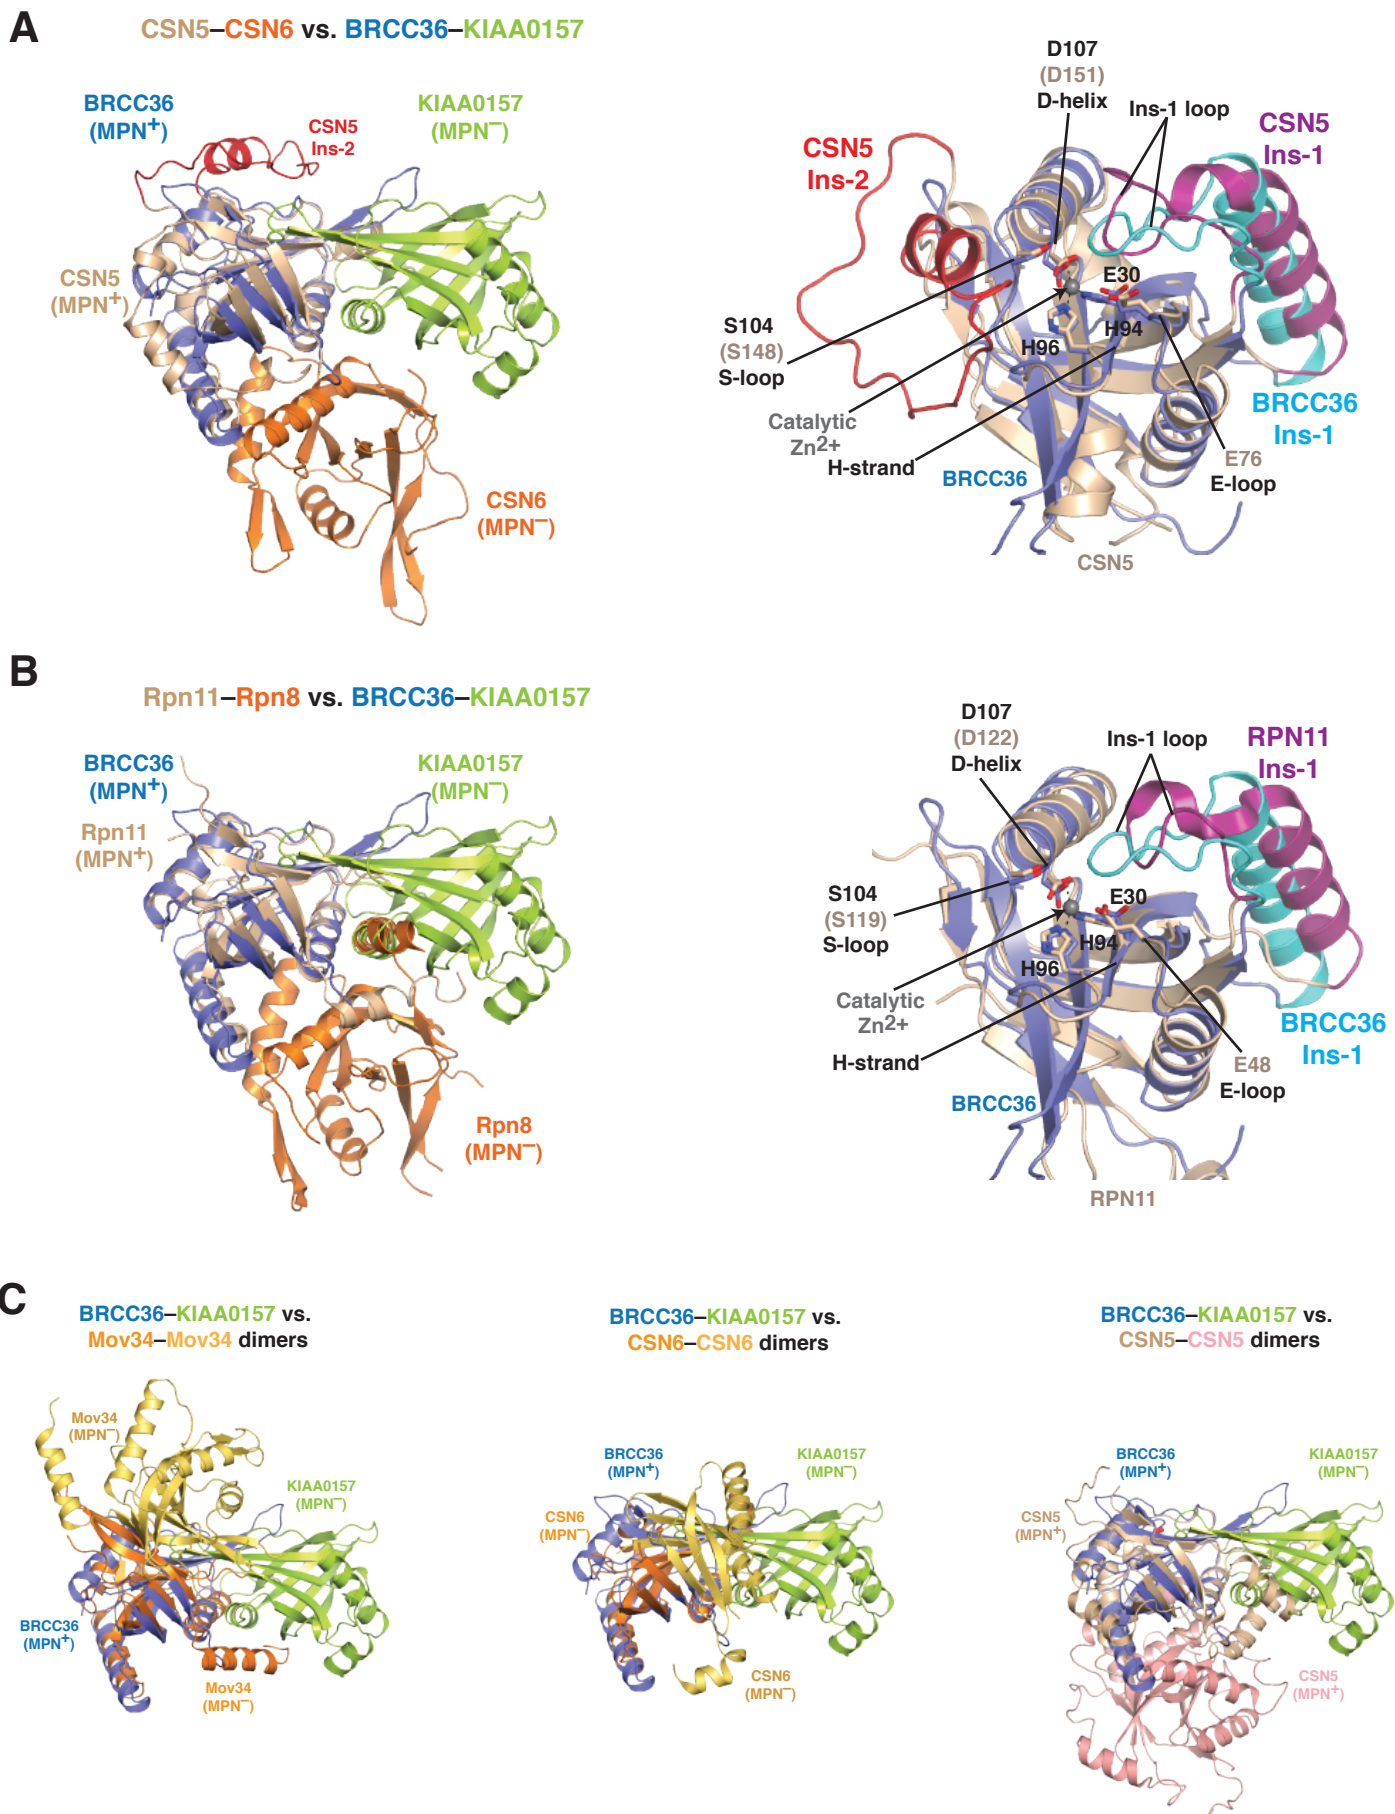 A
CSN5–CSN6 vs. BRCC36–KIAA0157
BRCC36
(MPN+)
CSN5
Ins-2
KIAA0157
(MPN–)
CSN5
(MPN+)
CSN6
(MPN–)
D107
(D151)
D-helix
Ins-1 loop
CSN5
Ins-1
CSN5
Ins-2
E30
S104
(S148)
S-loop
H94
H96
Catalytic
Zn2+
H-strand
BRCC36
Ins-1
E76
E-loop
BRCC36
CSN5
B
Rpn11–Rpn8 vs. BRCC36–KIAA0157
BRCC36
(MPN+)
Rpn11
(MPN+)
KIAA0157
(MPN–)
Rpn8
(MPN–)
D107
(D122)
D-helix
Ins-1 loop
RPN11
Ins-1
S104
(S119)
S-loop
E30
H94
H96
Catalytic
Zn2+
H-strand
BRCC36
Ins-1
E48
E-loop
BRCC36
RPN11
C
BRCC36–KIAA0157 vs.
Mov34–Mov34 dimers
Mov34
(MPN–)
KIAA0157
(MPN–)
BRCC36
(MPN+)
Mov34
(MPN–)
BRCC36–KIAA0157 vs.
CSN6–CSN6 dimers
BRCC36
(MPN+)
KIAA0157
(MPN–)
CSN6
(MPN–)
CSN6
(MPN–)
BRCC36–KIAA0157 vs.
CSN5–CSN5 dimers
BRCC36
(MPN+)
KIAA0157
(MPN–)
CSN5
(MPN+)
CSN5
(MPN+)